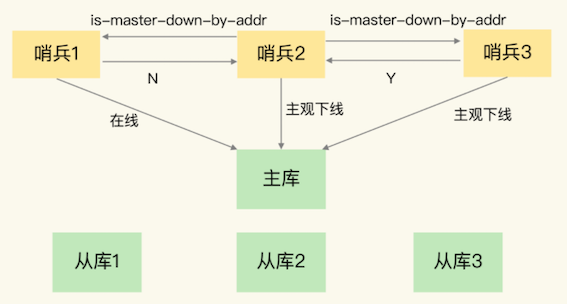 is-master-down-by-addr
is-master-down-by-addr
哨兵1
哨兵2
哨兵3
N
Y
在线
主观下线
主观下线
主库
从库1
从库2
从库3